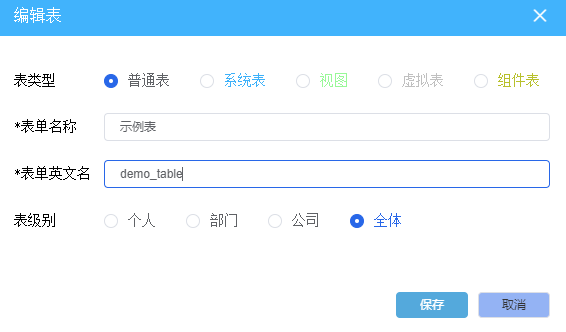 编辑表
表类型 普通表 系统表 视图 虚拟表 组件表
*表单名称 示例表
*表单英文名 demo_table
表级别 个人 部门 公司 全体
保存 取消